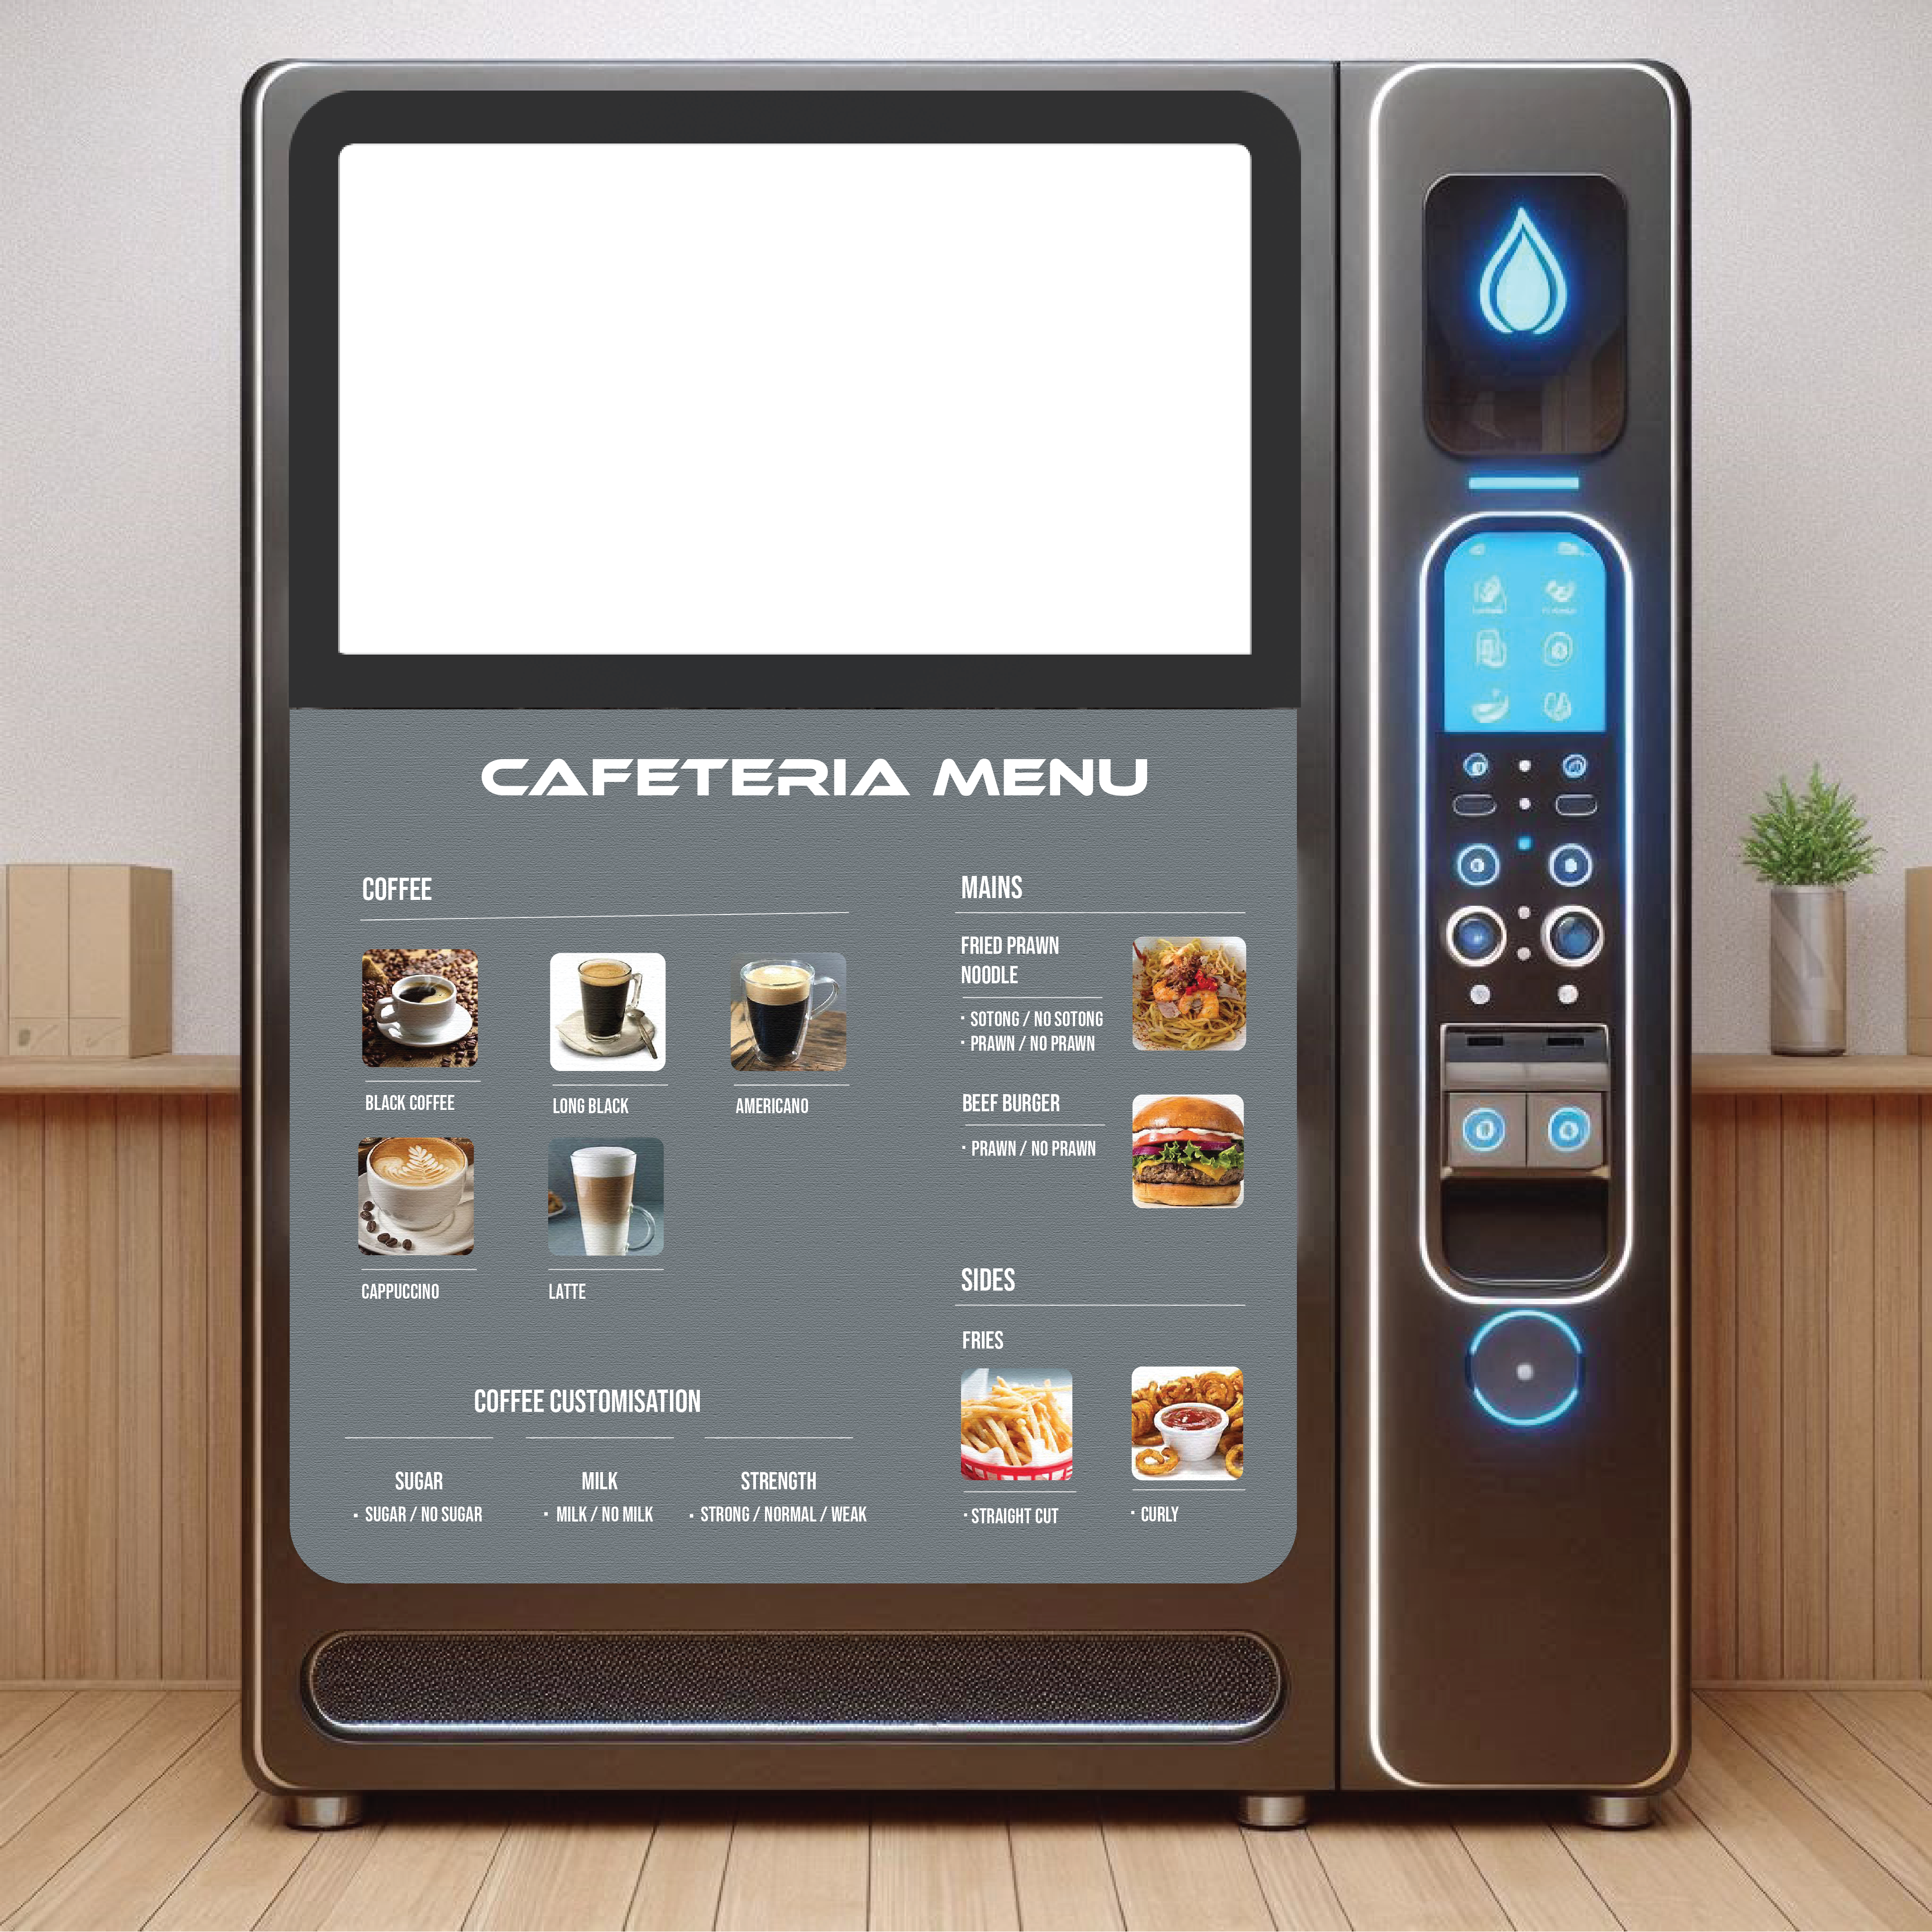 CAFETERIA MENU
COFFEE
BLACK COFFEE
LONG BLACK
AMERICANO
CAPPUCCINO
LATTE
COFFEE CUSTOMISATION
SUGAR
· SUGAR / NO SUGAR
MILK
· MILK / NO MILK
STRENGTH
· STRONG / NORMAL / WEAK
MAINS
FRIED PRAWN
NOODLE
· SOTONG / NO SOTONG
· PRAWN / NO PRAWN
BEEF BURGER
· PRAWN / NO PRAWN
SIDES
FRIES
· STRAIGHT CUT
· CURLY